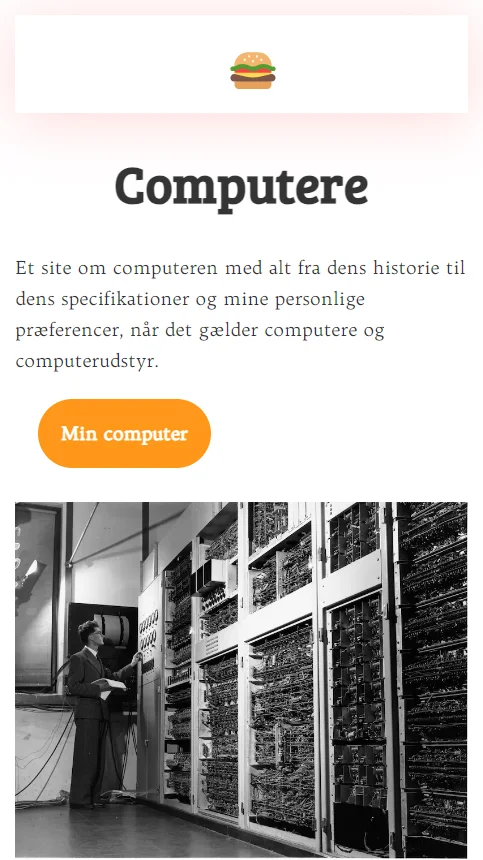 Computere
Et site om computeren med alt fra dens historie til
dens specifikationer og mine personlige
præferencer, når det gælder computere og
computerudstyr.
Min computer